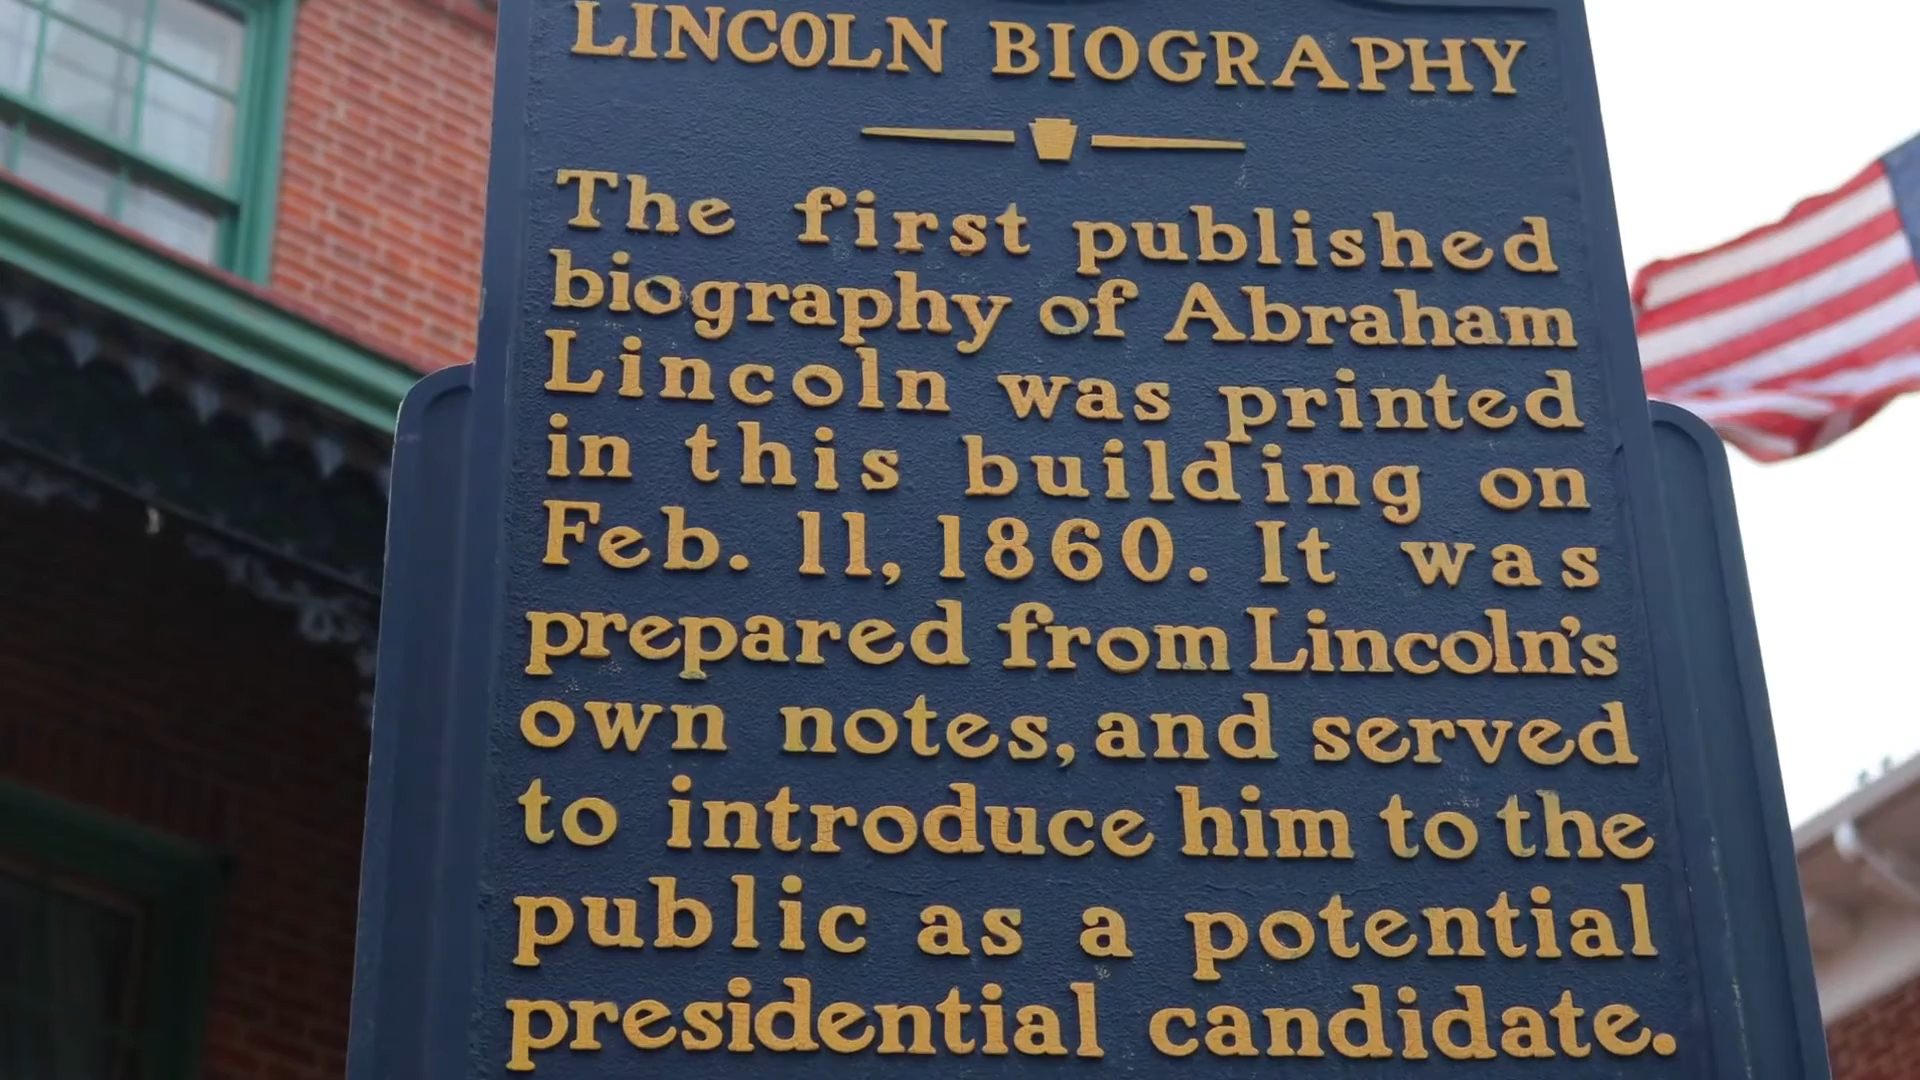 LINCOLN BIOGRAPHY
The first published
biography of Abraham
Lincoln was printed
in this building on
Feb. 11, 1860. It was
prepared from Lincoln's
own notes, and served
to introduce him to the
public as a potential
presidential candidate.